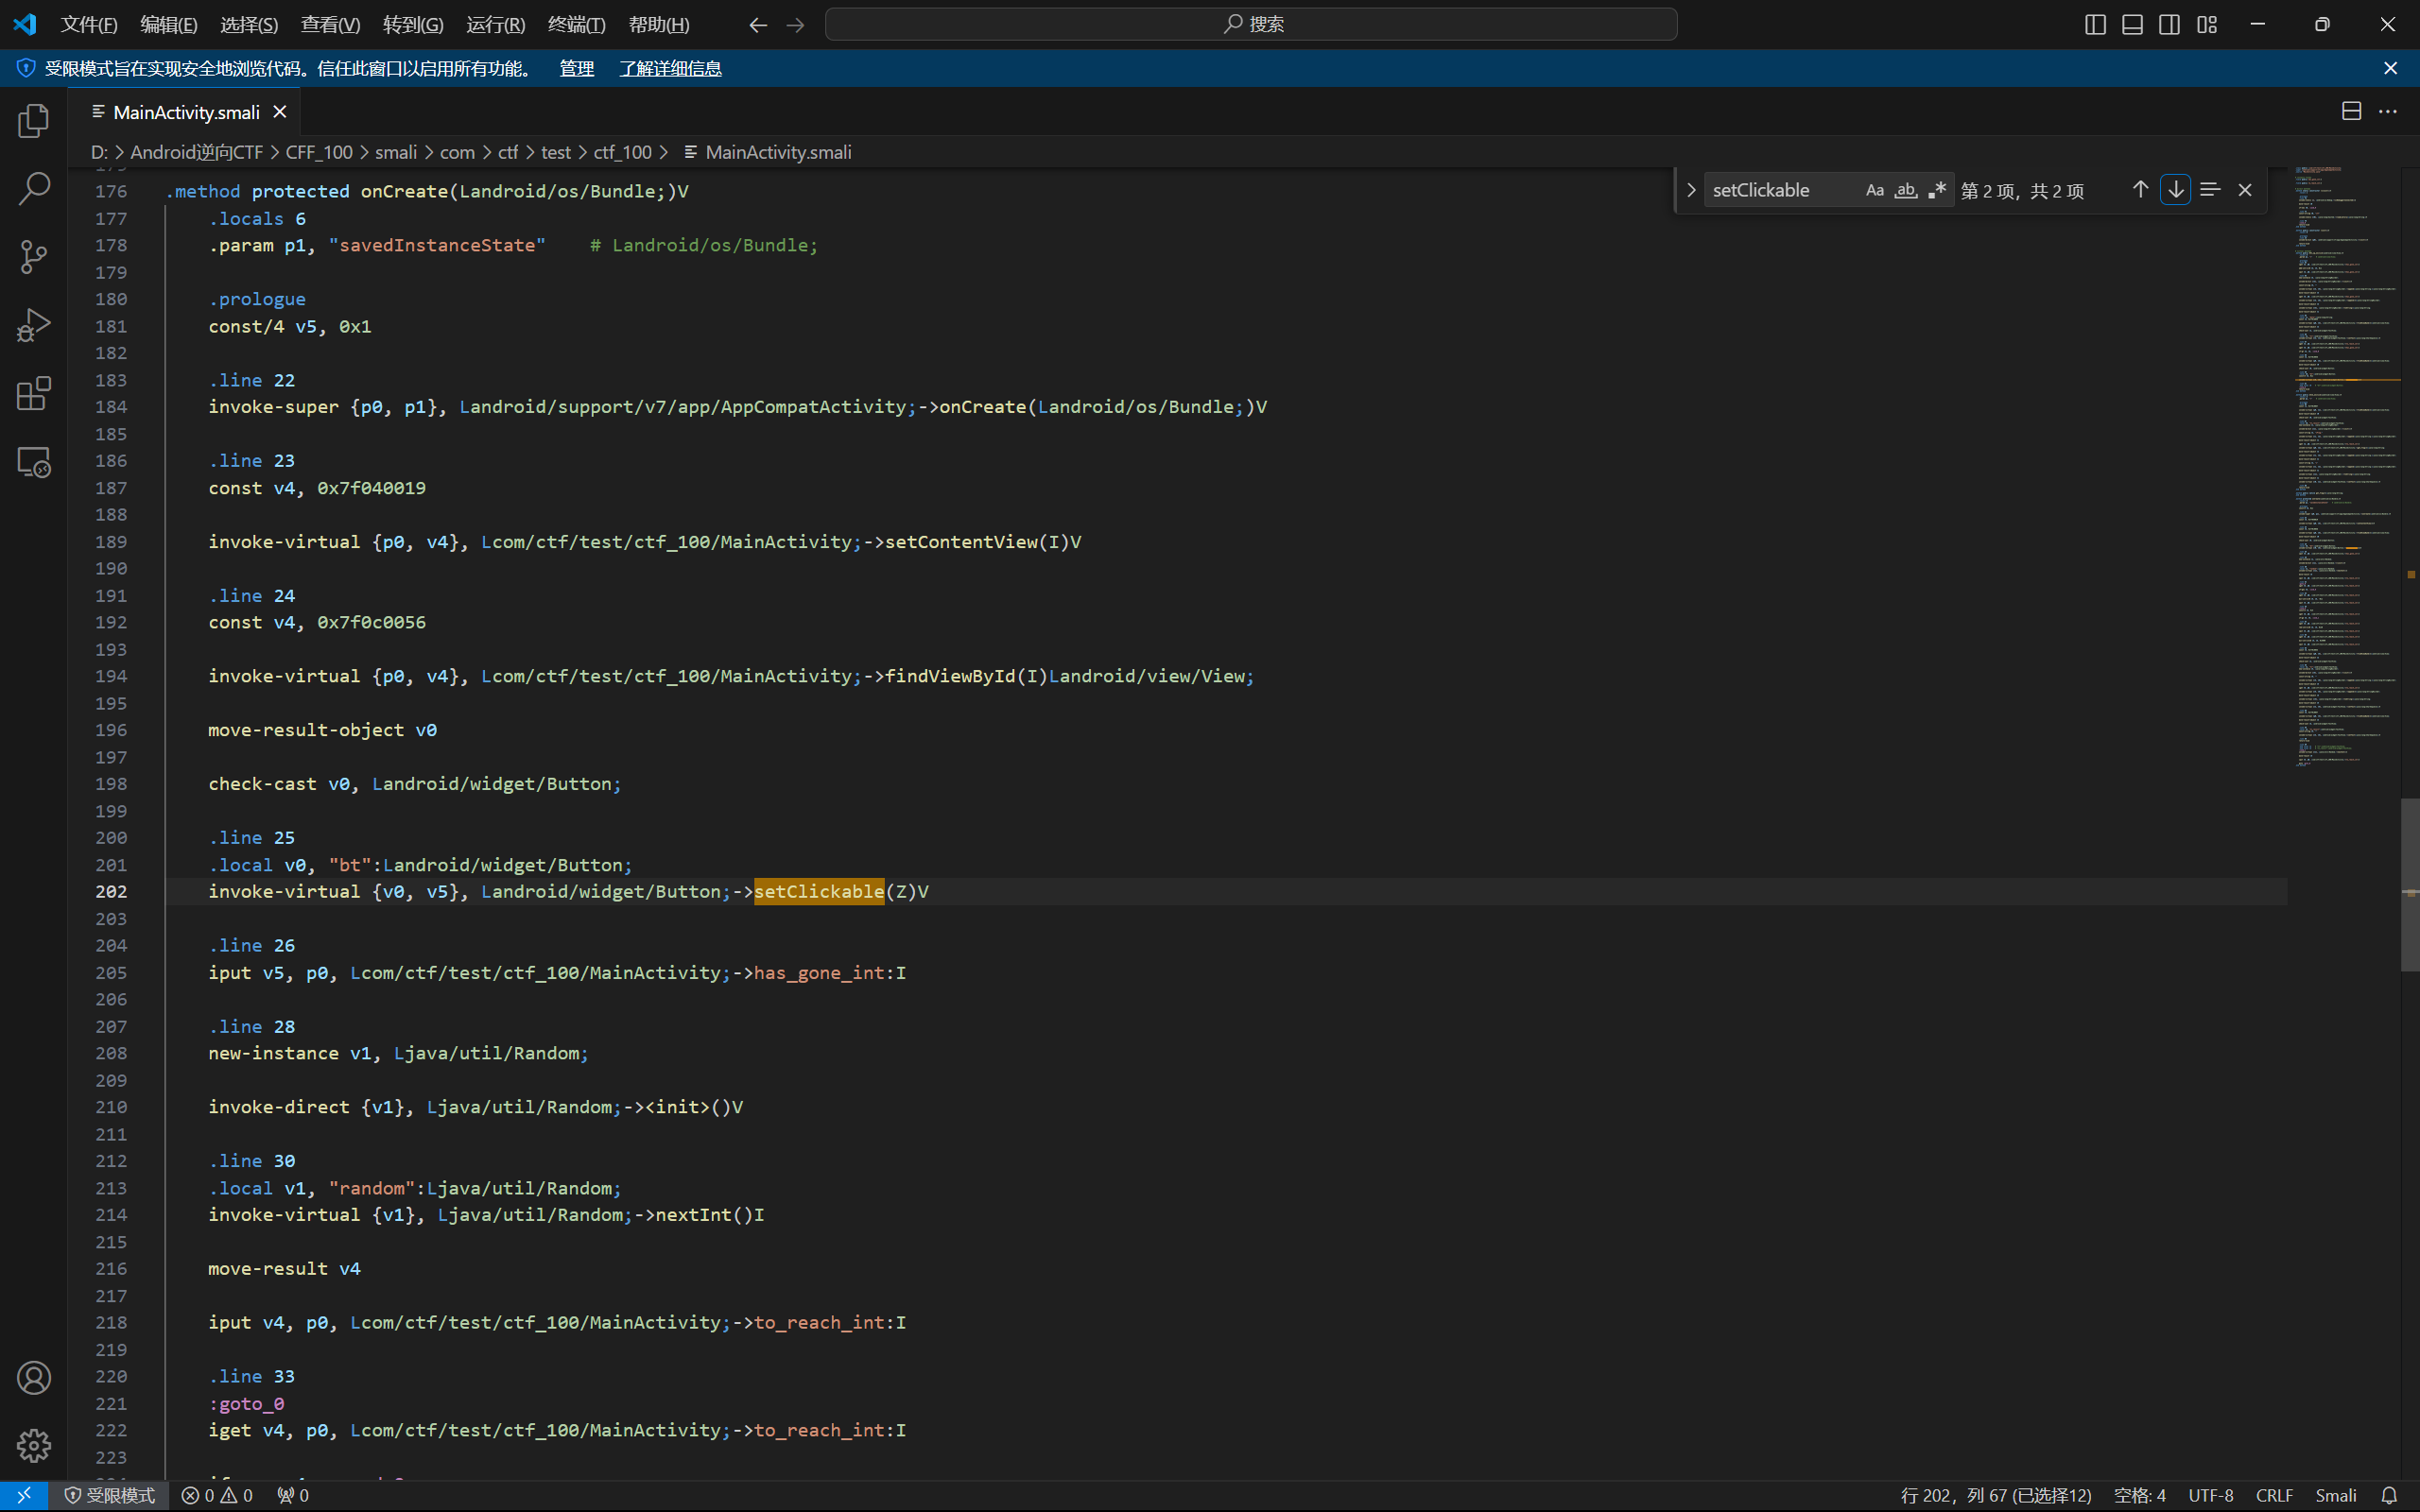 文件(F) 编辑(E) 选择(S) 查看(V) 转到(G) 运行(R) 终端(T) 帮助(H) 搜索
受限模式旨在实现安全地浏览代码。信任此窗口以启用所有功能。 管理 了解详细信息
MainActivity.smali
D: > Android逆向CTF > CFF_100 > smali > com > ctf > test > ctf_100 > MainActivity.smali
setClickable Aa ab, .* 第 2 项，共 2 项
176 .method protected onCreate(Landroid/os/Bundle;)V
177 .locals 6
178 .param p1, "savedInstanceState" # Landroid/os/Bundle;
179
180 .prologue
181 const/4 v5, 0x1
182
183 .line 22
184 invoke-super {p0, p1}, Landroid/support/v7/app/AppCompatActivity;->onCreate(Landroid/os/Bundle;)V
185
186 .line 23
187 const v4, 0x7f040019
188
189 invoke-virtual {p0, v4}, Lcom/ctf/test/ctf_100/MainActivity;->setContentView(I)V
190
191 .line 24
192 const v4, 0x7f0c0056
193
194 invoke-virtual {p0, v4}, Lcom/ctf/test/ctf_100/MainActivity;->findViewById(I)Landroid/view/View;
195
196 move-result-object v0
197
198 check-cast v0, Landroid/widget/Button;
199
200 .line 25
201 .local v0, "bt":Landroid/widget/Button;
202 invoke-virtual {v0, v5}, Landroid/widget/Button;->setClickable(Z)V
203
204 .line 26
205 iput v5, p0, Lcom/ctf/test/ctf_100/MainActivity;->has_gone_int:I
206
207 .line 28
208 new-instance v1, Ljava/util/Random;
209
210 invoke-direct {v1}, Ljava/util/Random;-><init>()V
211
212 .line 30
213 .local v1, "random":Ljava/util/Random;
214 invoke-virtual {v1}, Ljava/util/Random;->nextInt()I
215
216 move-result v4
217
218 iput v4, p0, Lcom/ctf/test/ctf_100/MainActivity;->to_reach_int:I
219
220 .line 33
221 :goto_0
222 iget v4, p0, Lcom/ctf/test/ctf_100/MainActivity;->to_reach_int:I
223
受限模式 0 0 0 行 202，列 67 (已选择12) 空格: 4 UTF-8 CRLF Smali